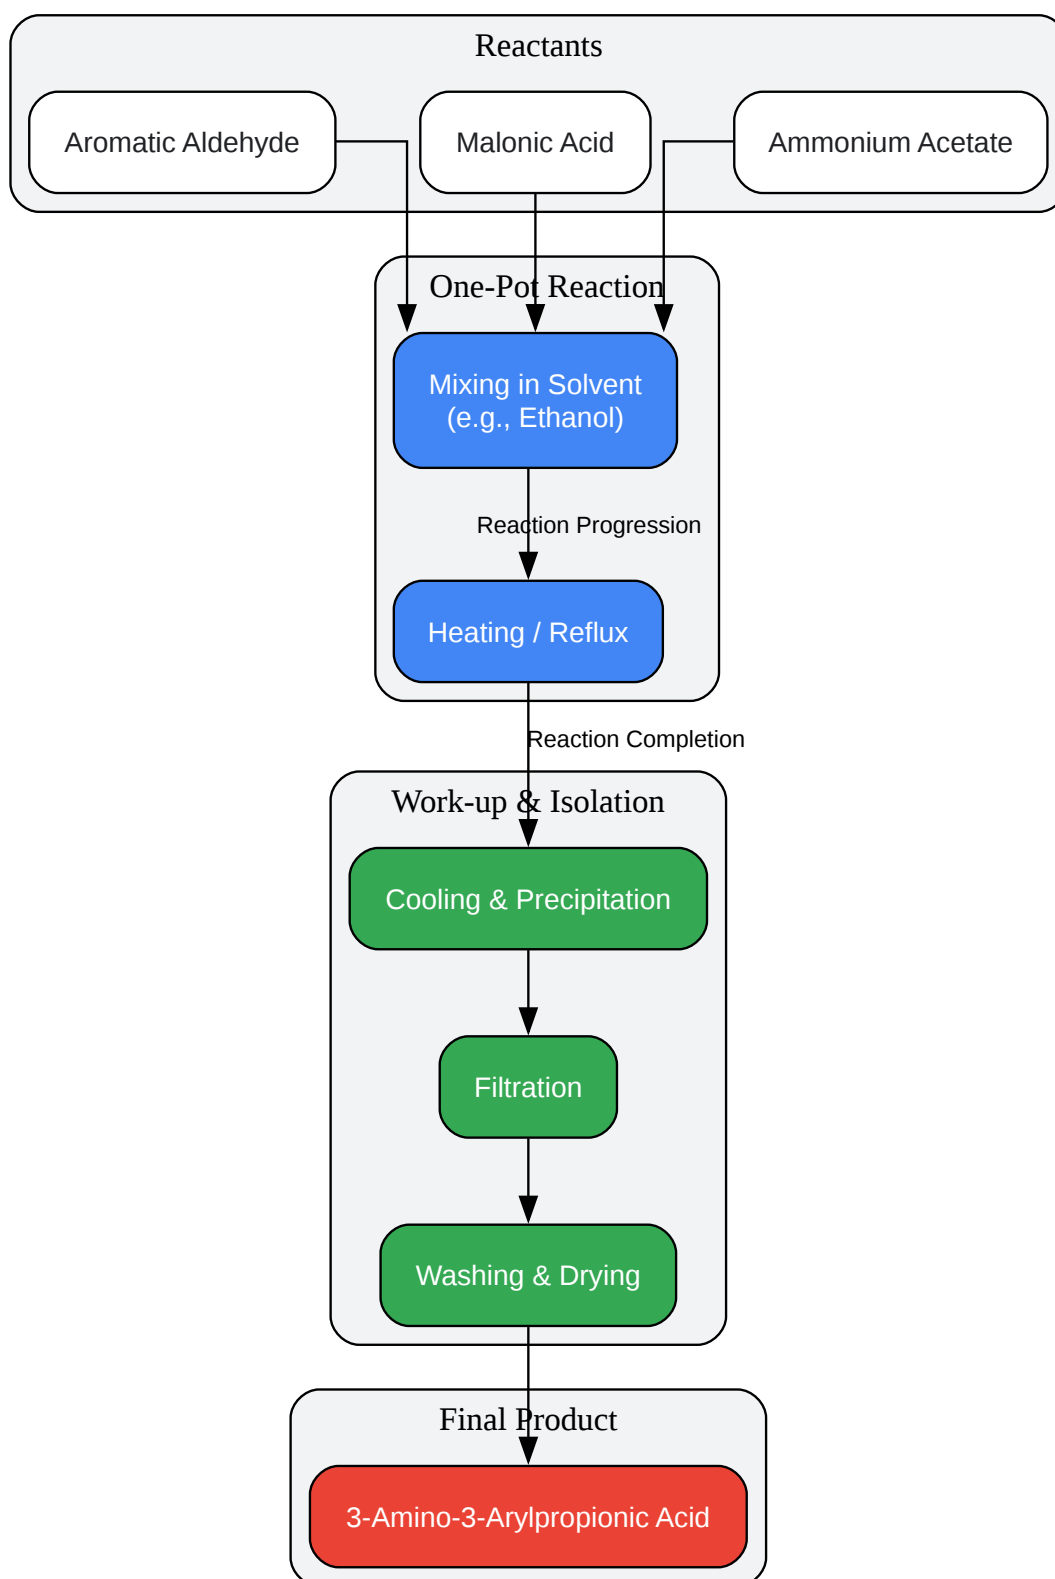 Reactants
Aromatic Aldehyde
Malonic Acid
Ammonium Acetate
One-Pot Reaction
Mixing in Solvent
(e.g., Ethanol)
Reaction Progression
Heating / Reflux
Reaction Completion
Work-up & Isolation
Cooling & Precipitation
Filtration
Washing & Drying
Final Product
3-Amino-3-Arylpropionic Acid